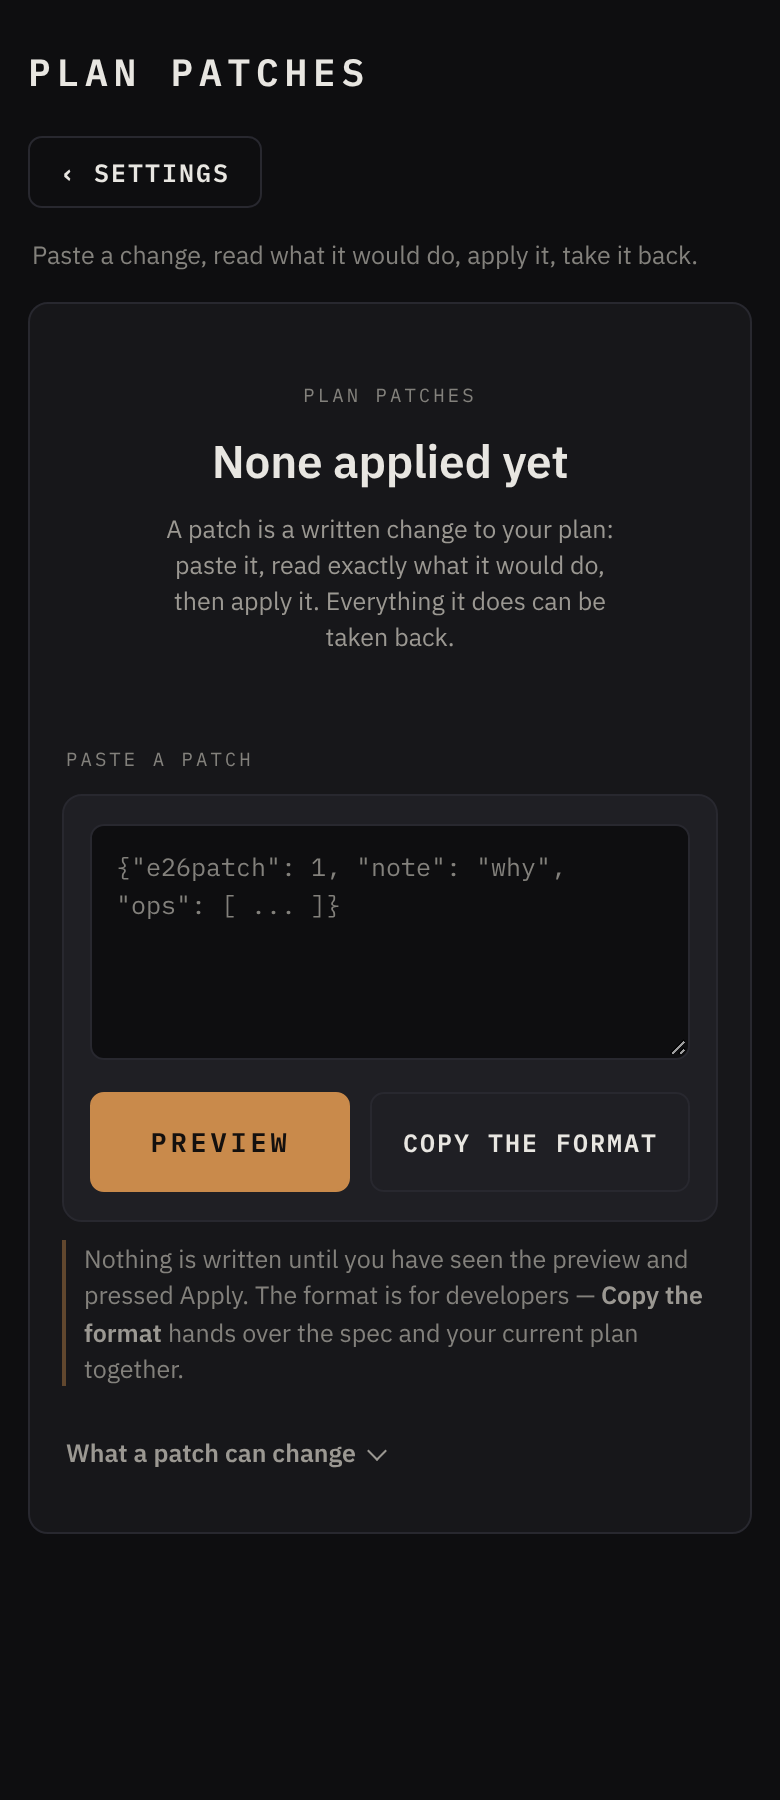 PLAN PATCHES
‹ SETTINGS
Paste a change, read what it would do, apply it, take it back.
PLAN PATCHES
None applied yet
A patch is a written change to your plan:
paste it, read exactly what it would do,
then apply it. Everything it does can be
taken back.
PASTE A PATCH
{"e26patch": 1, "note": "why",
"ops": [ ... ]}
PREVIEW
COPY THE FORMAT
Nothing is written until you have seen the preview and
pressed Apply. The format is for developers — Copy the
format hands over the spec and your current plan
together.
What a patch can change